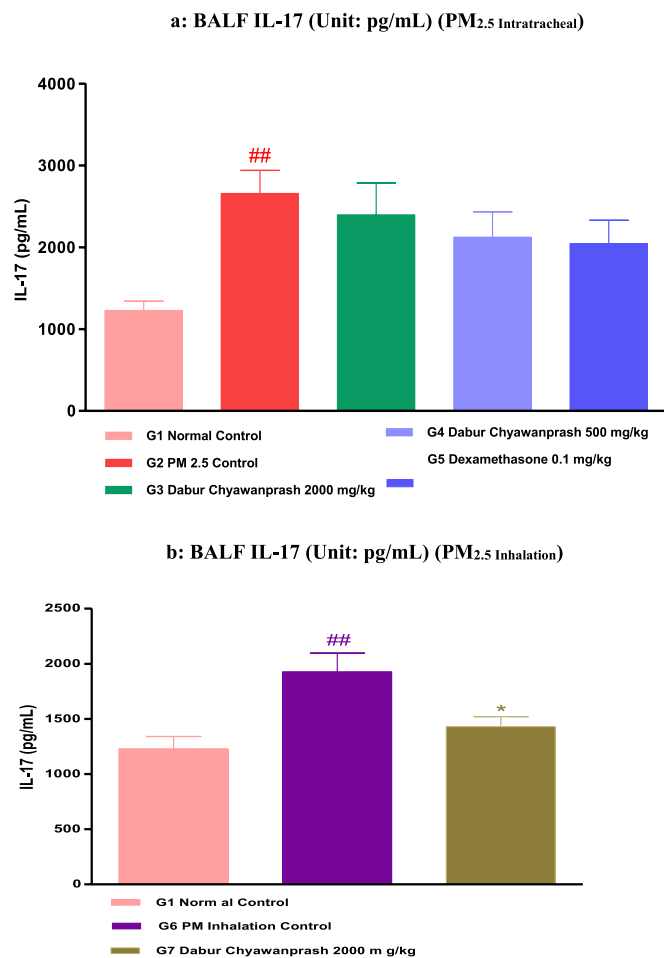 a: BALF IL-17 (Unit: pg/mL) (PM2.5 Intratracheal)
4000
3000
2000
1000
0
IL-17 (pg/mL)
##
G1 Normal Control
G2 PM 2.5 Control
G3 Dabur Chyawanprash 2000 mg/kg
G4 Dabur Chyawanprash 500 mg/kg
G5 Dexamethasone 0.1 mg/kg
b: BALF IL-17 (Unit: pg/mL) (PM2.5 Inhalation)
2500
2000
1500
1000
500
0
IL-17 (pg/mL)
##
*
G1 Norm al Control
G6 PM Inhalation Control
G7 Dabur Chyawanprash 2000 m g/kg